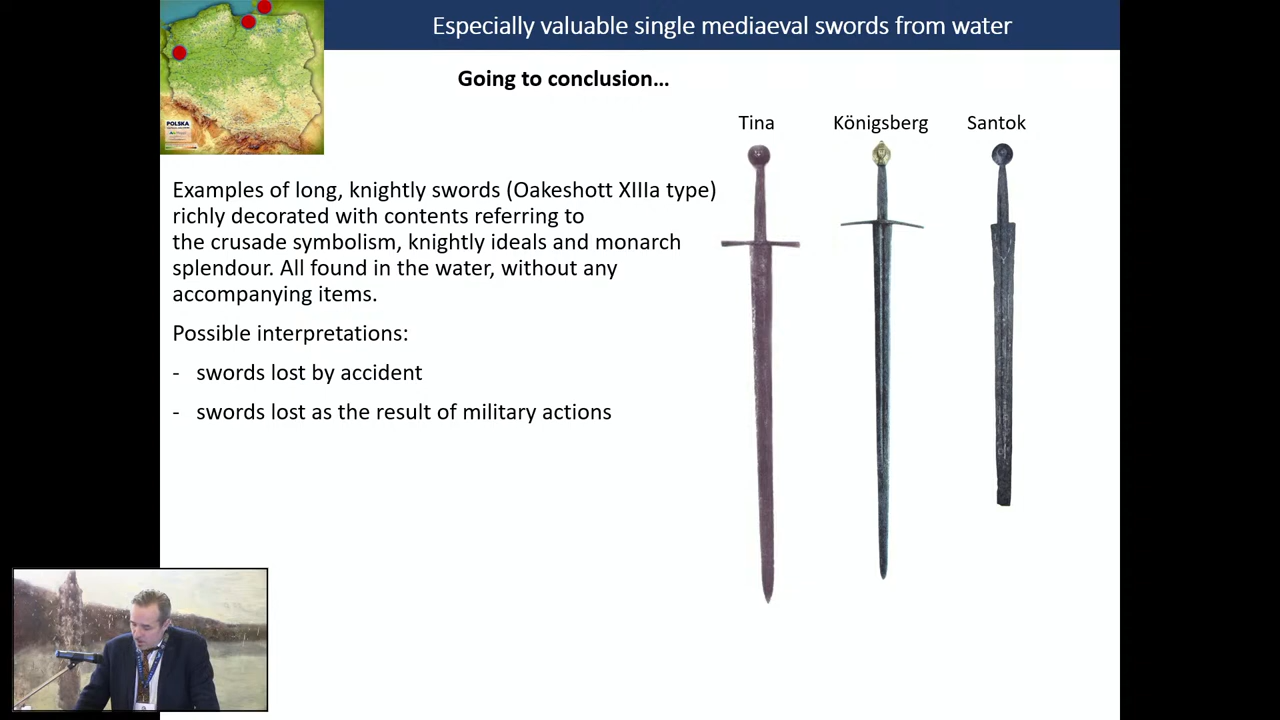 Especially valuable single mediaeval swords from water
POLSKA
Going to conclusion...
Tina
Königsberg
Santok
Examples of long, knightly swords (Oakeshott XIIIa type)
richly decorated with contents referring to
the crusade symbolism, knightly ideals and monarch
splendour. All found in the water, without any
accompanying items.
Possible interpretations:
- swords lost by accident
- swords lost as the result of military actions